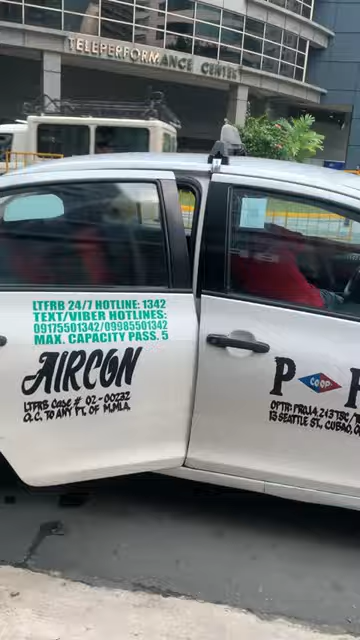 TELEPERFORMANCE CENTER
LTFRB 24/7 HOTLINE: 1342
TEXT/VIBER HOTLINES:
09175501342/09985501342
MAX. CAPACITY PASS. 5
AIRCON
LTFRB Case # 02-00232
Q.C. TO ANY PT. OF M.MLA.
P COOP
13 SEATTLE ST., CUBAO,